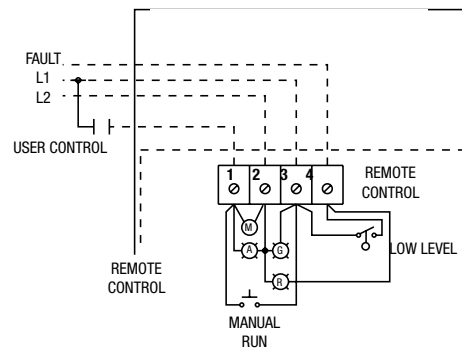 FAULT
L1
L2
USER CONTROL
1 2 3 4
REMOTE
CONTROL
M
A G
R
LOW LEVEL
REMOTE
CONTROL
MANUAL
RUN